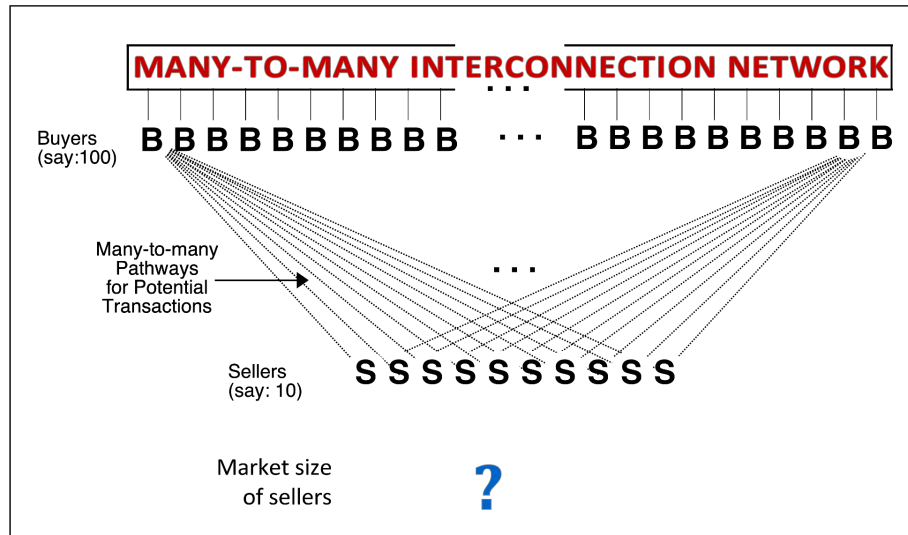 MANY-TO-MANY INTERCONNECTION NETWORK
. . .
Buyers
(say:100)
B B B B B B B B B B . . . B B B B B B B B B B
Many-to-many
Pathways
for Potential
Transactions
. . .
Sellers
(say: 10)
S S S S S S S S S S
Market size
of sellers
?